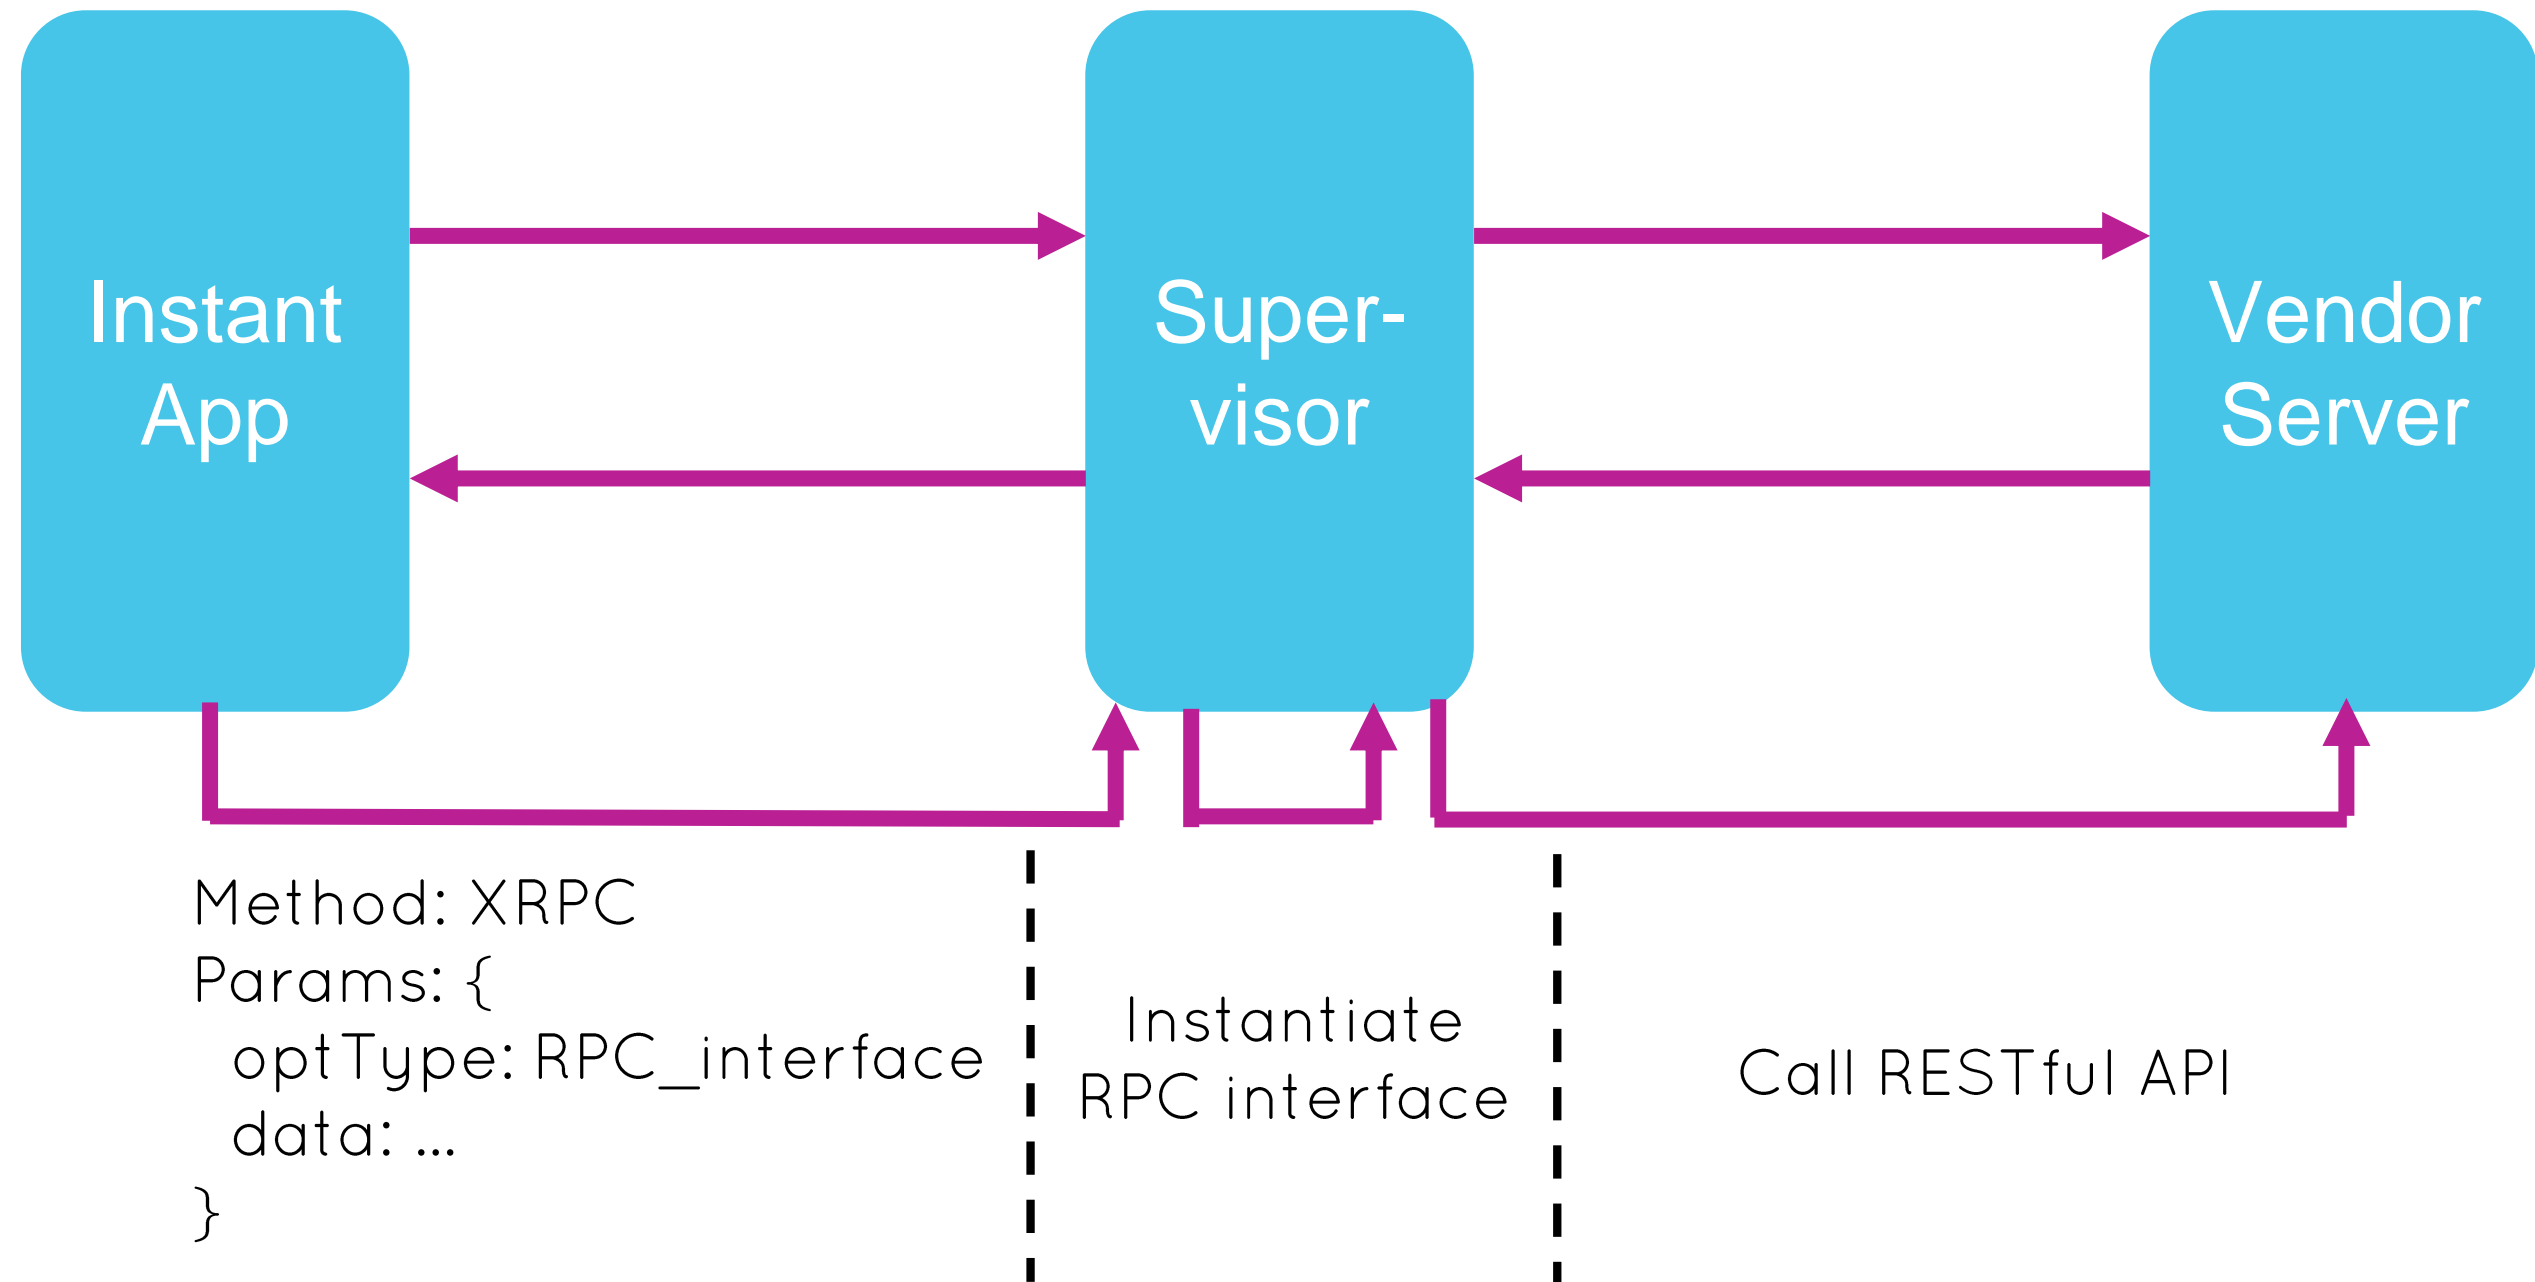 Instant
App
Super-
visor
Vendor
Server
Method: XRPC
Params: {
optType: RPC_interface
data: ...
}
Instantiate
RPC interface
Call RESTful API